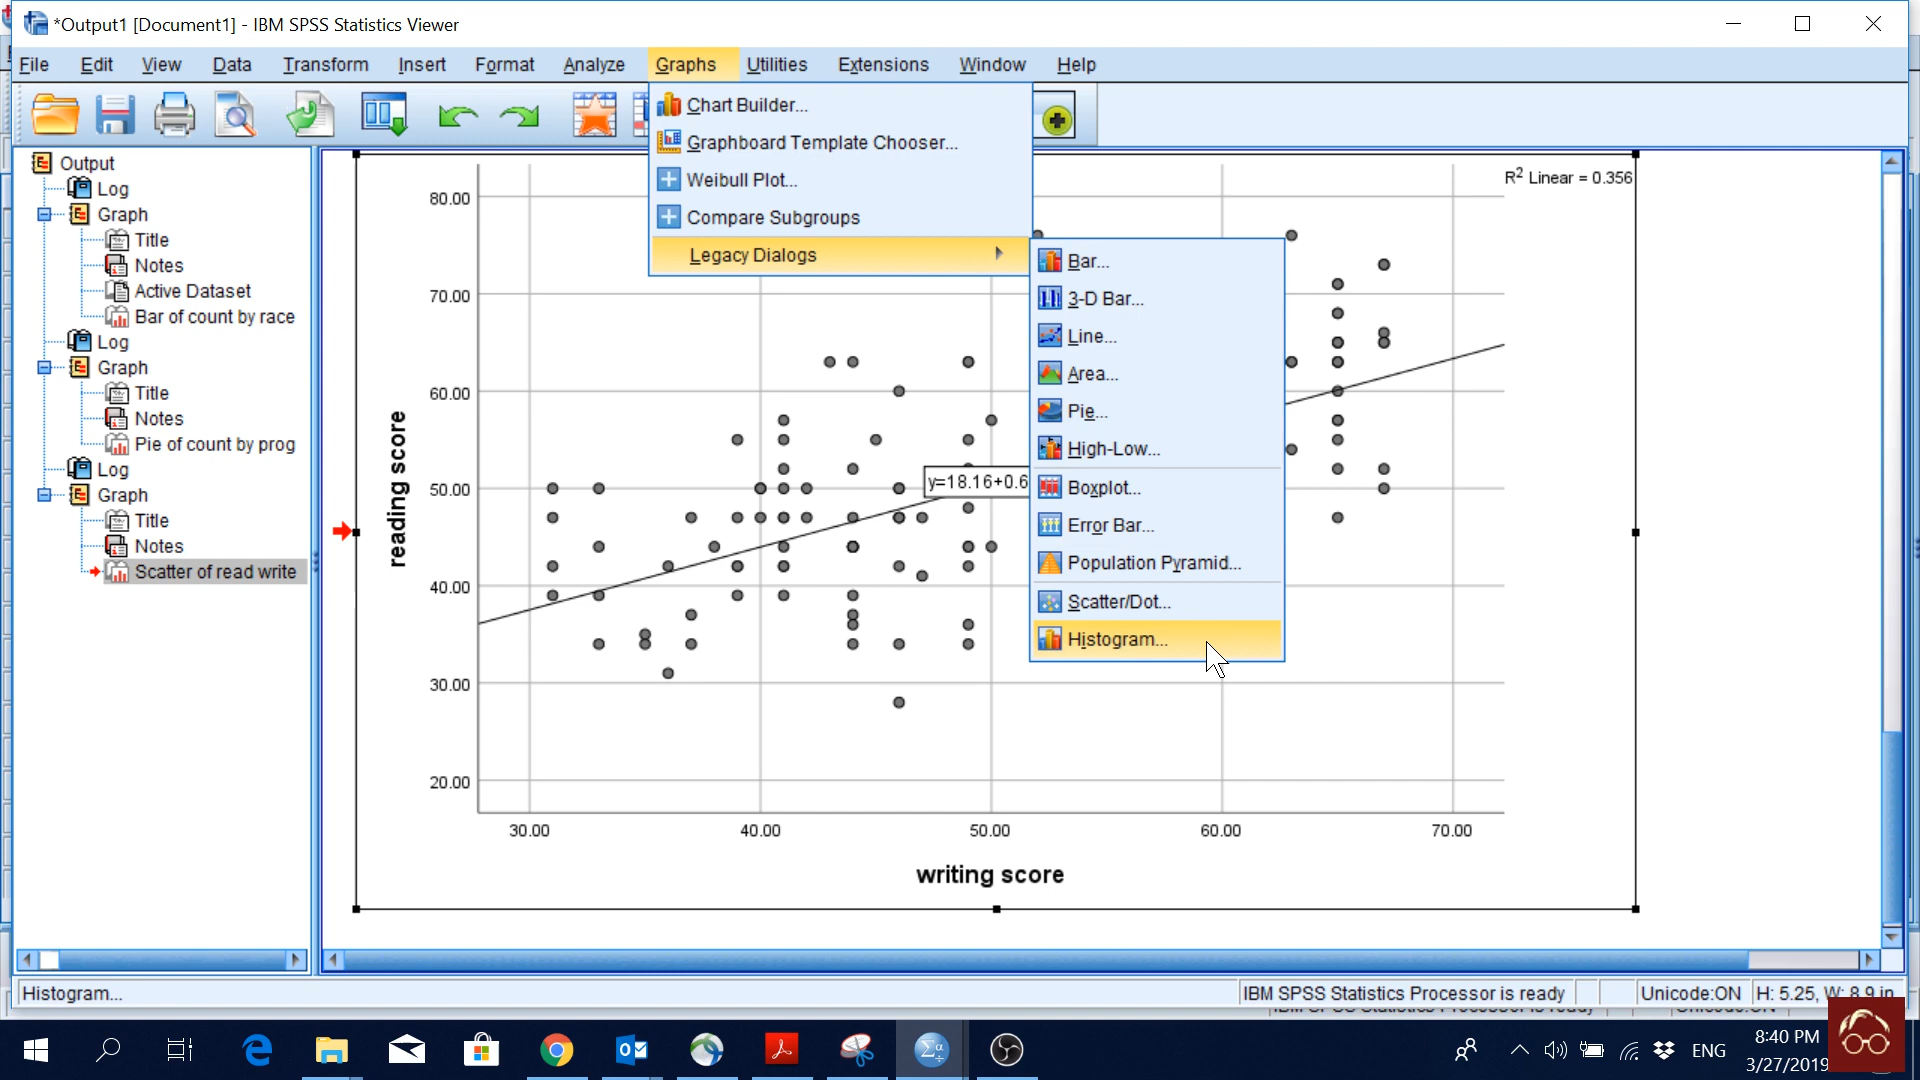 *Output1 [Document1] - IBM SPSS Statistics Viewer
File Edit View Data Transform Insert Format Analyze Graphs Utilities Extensions Window Help
Chart Builder...
Graphboard Template Chooser...
Weibull Plot...
Compare Subgroups
Legacy Dialogs
Bar...
3-D Bar...
Line...
Area...
Pie...
High-Low...
Boxplot...
Error Bar...
Population Pyramid...
Scatter/Dot...
Histogram...
Output
Log
Graph
Title
Notes
Active Dataset
Bar of count by race
Log
Graph
Title
Notes
Pie of count by prog
Log
Graph
Title
Notes
Scatter of read write
R2 Linear = 0.356
80.00
70.00
60.00
50.00
40.00
30.00
20.00
reading score
y=18.16+0.6
30.00 40.00 50.00 60.00 70.00
writing score
Histogram...
IBM SPSS Statistics Processor is ready
Unicode:ON
H: 5.25, W: 8.9 in
ENG
8:40 PM
3/27/2019